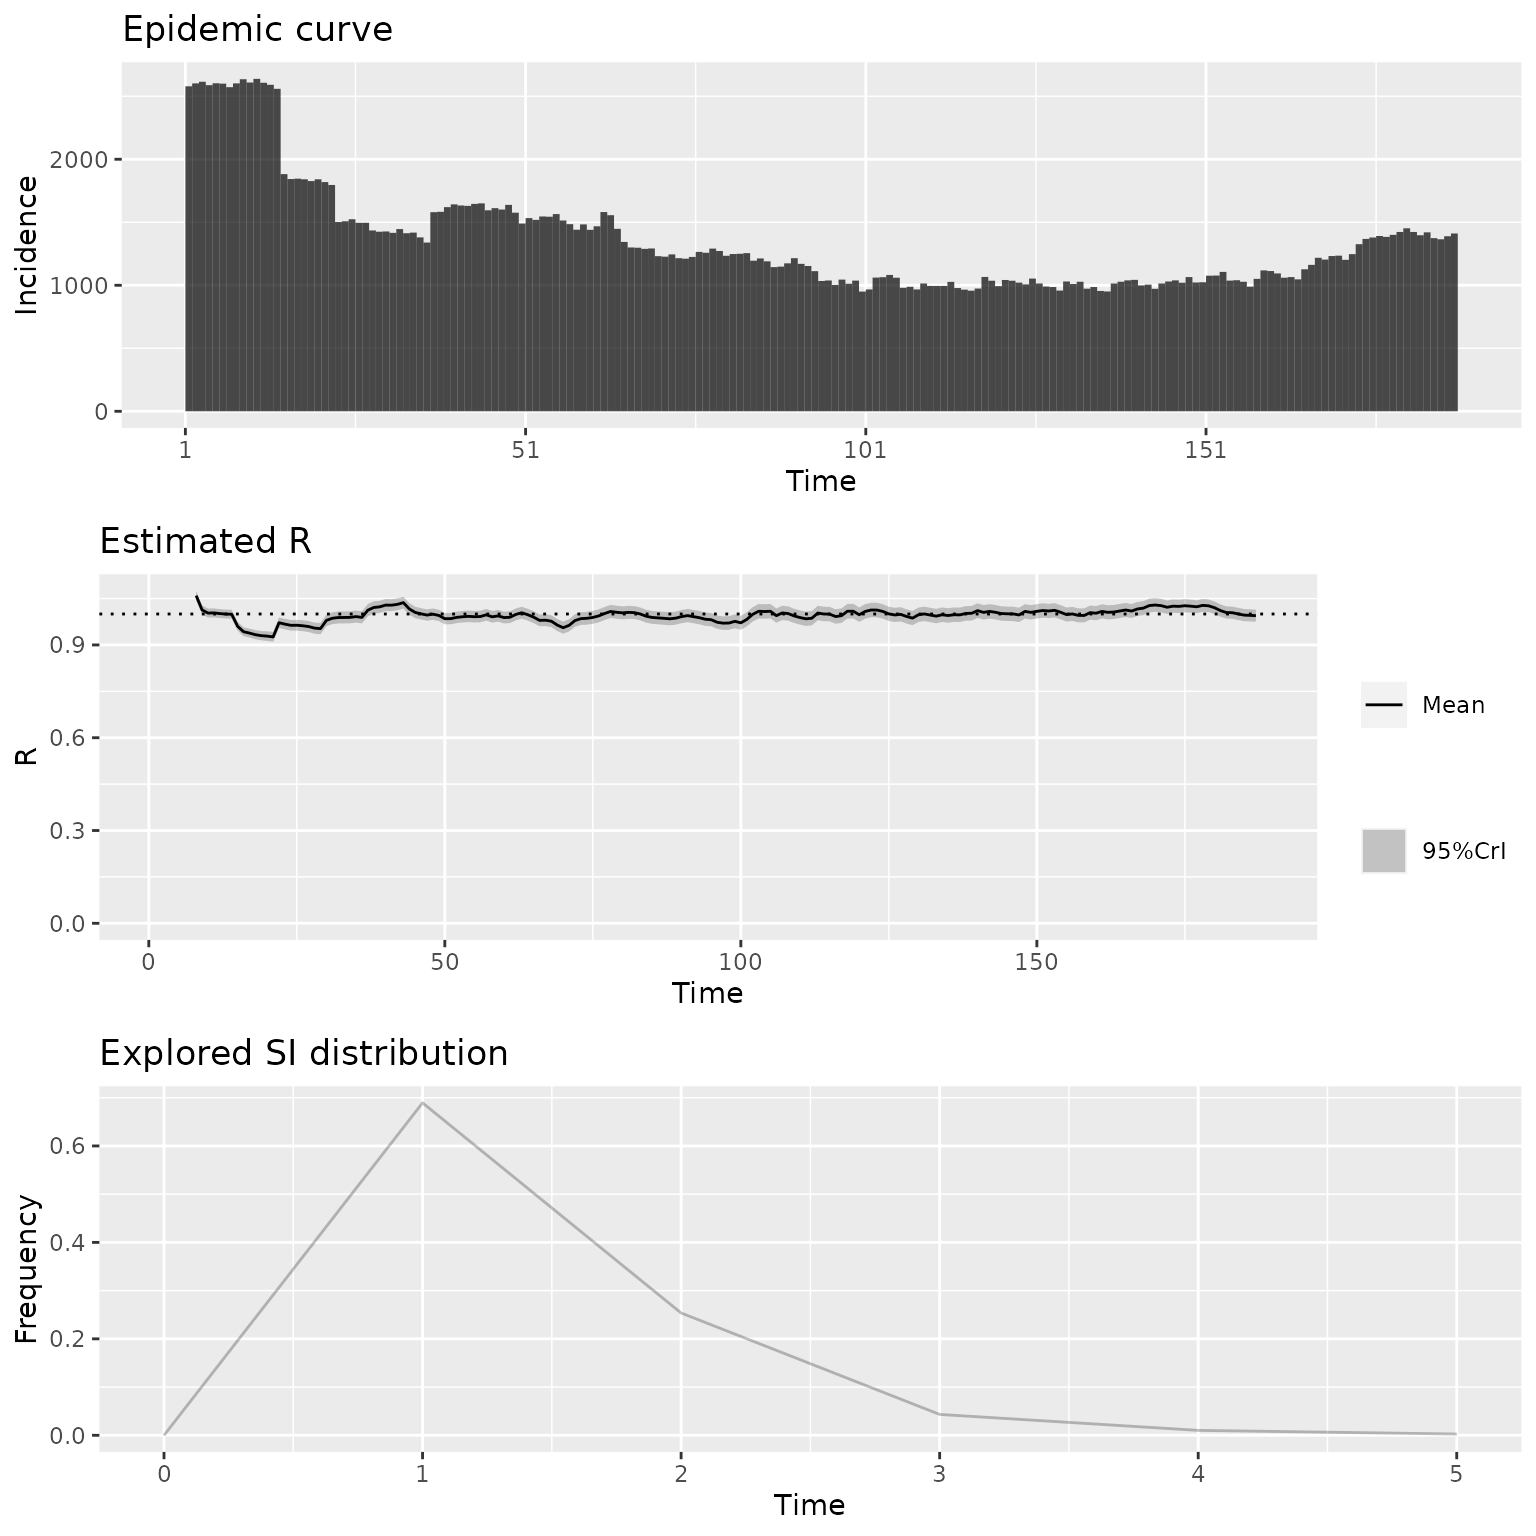 Epidemic curve
Incidence
2000
1000
0
1 51 101 151
Time
Estimated R
R
0.9
0.6
0.3
0.0
0 50 100 150
Time
Mean
95%CrI
Explored SI distribution
Frequency
0.6
0.4
0.2
0.0
0 1 2 3 4 5
Time